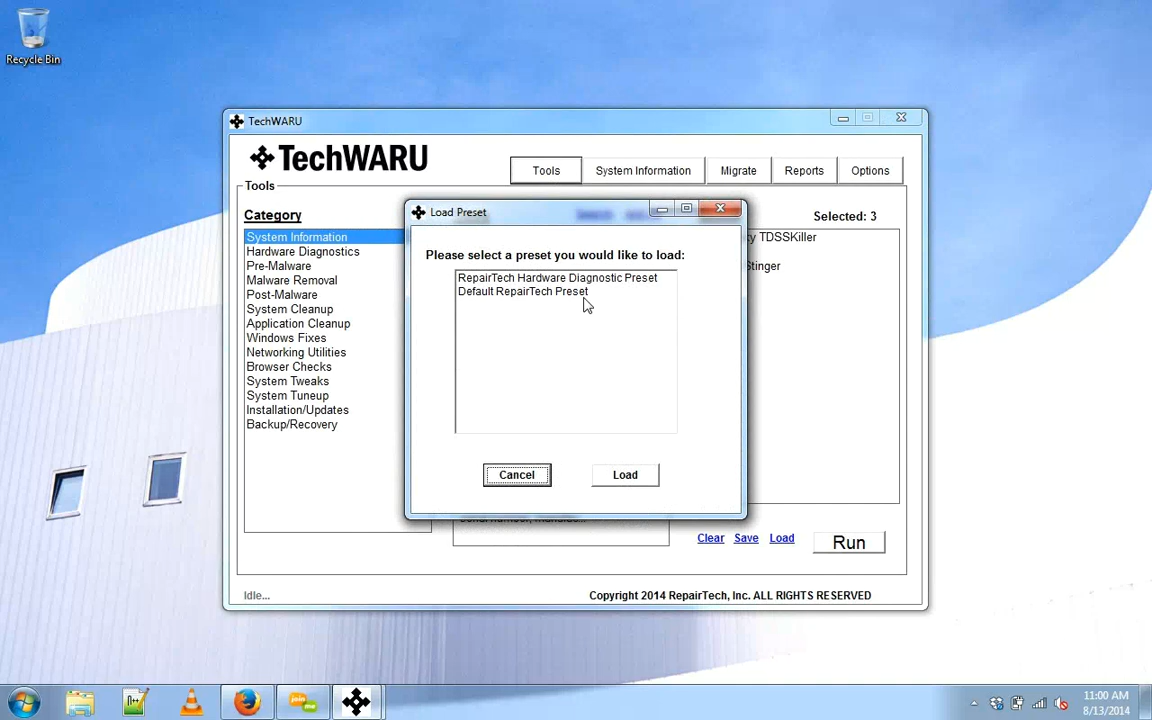 Recycle Bin
TechWARU
TechWARU
Tools
System Information
Migrate
Reports
Options
Tools
Category
Selected: 3
System Information
Hardware Diagnostics
Pre-Malware
Malware Removal
Post-Malware
System Cleanup
Application Cleanup
Windows Fixes
Networking Utilities
Browser Checks
System Tweaks
System Tuneup
Installation/Updates
Backup/Recovery
TDSSKiller
Stinger
Load Preset
Please select a preset you would like to load:
RepairTech Hardware Diagnostic Preset
Default RepairTech Preset
Cancel
Load
Clear
Save
Load
Run
Idle...
Copyright 2014 RepairTech, Inc. ALL RIGHTS RESERVED
join me
11:00 AM
8/13/2014